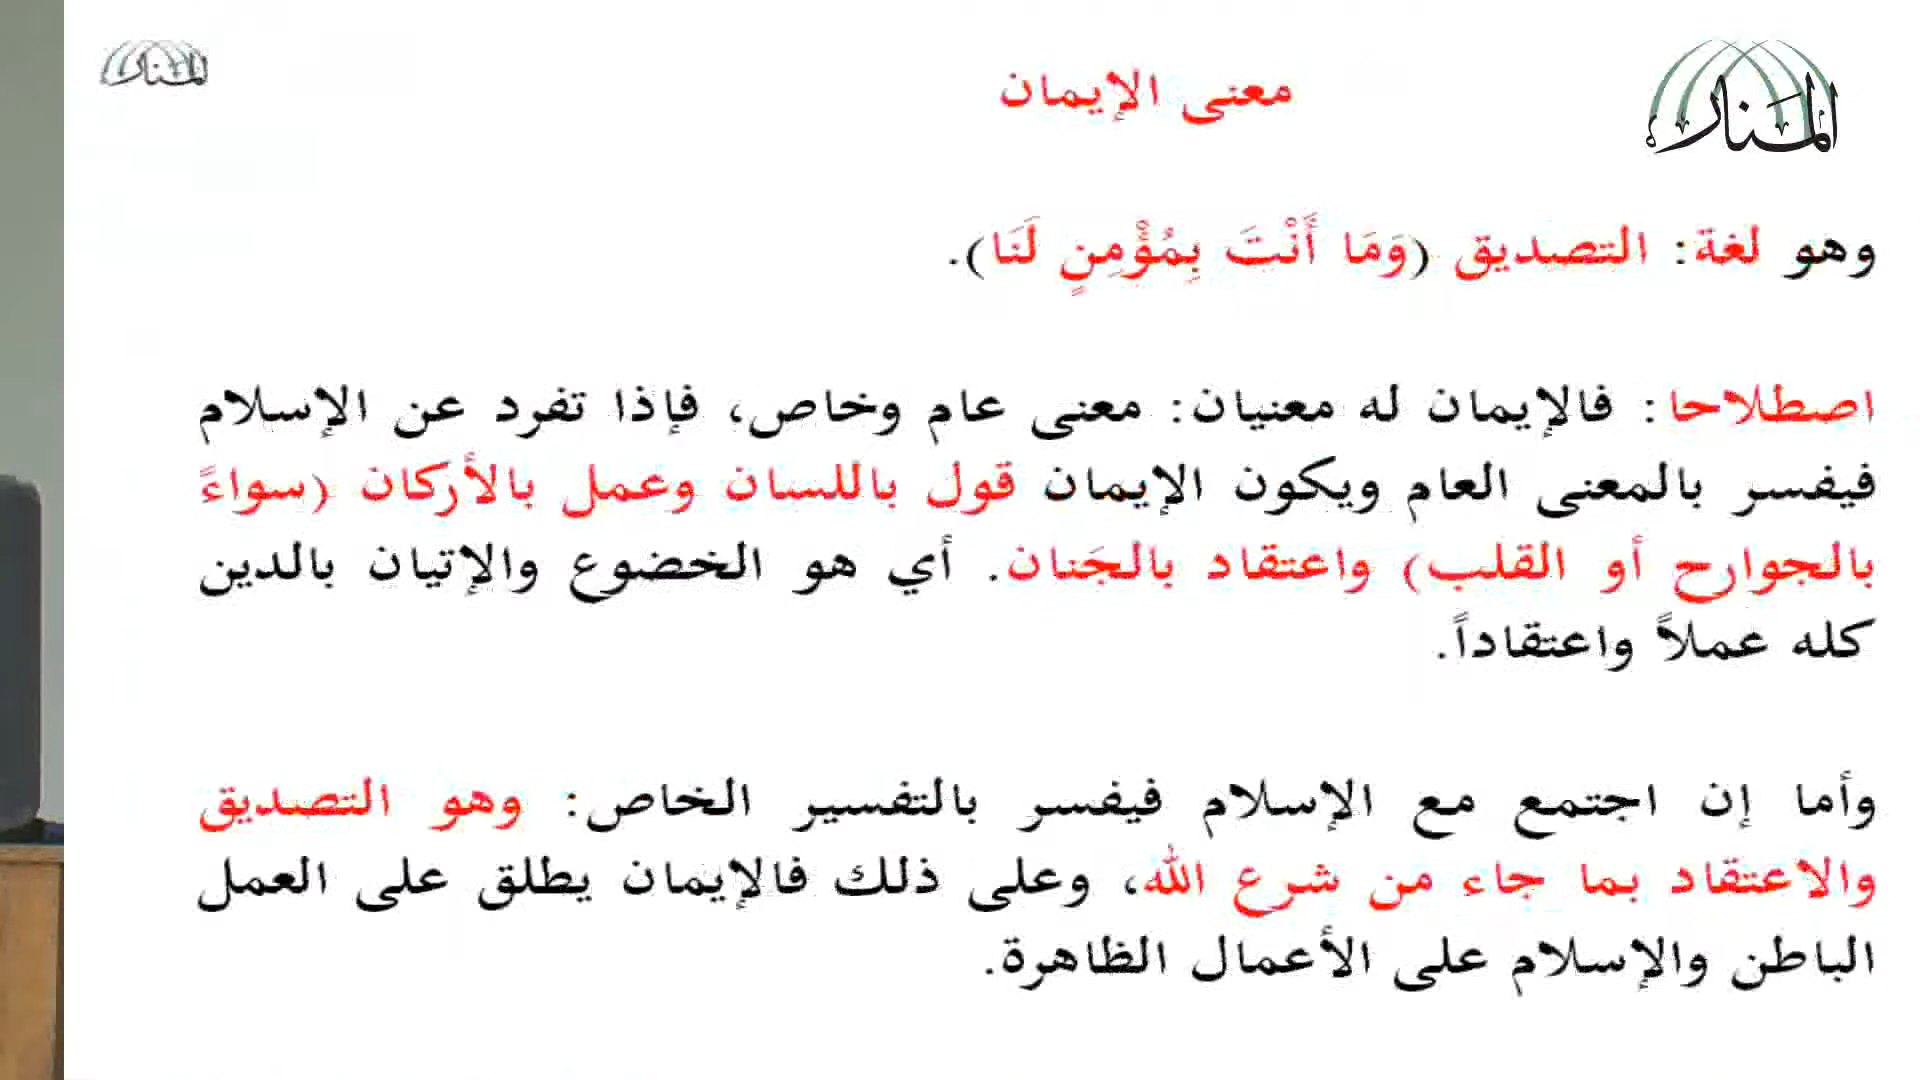 معنى الإيمان
المنار
المنار
وهو لغة: التصديق (وَمَا أَنْتَ بِمُؤْمِنٍ لَنَا).
اصطلاحا: فالإيمان له معنيان: معنى عام وخاص، فإذا تفرد عن الإسلام
فيفسر بالمعنى العام ويكون الإيمان قول باللسان وعمل بالأركان (سواءً
بالجوارح أو القلب) واعتقاد بالجَنان. أي هو الخضوع والإتيان بالدين
كله عملاً واعتقاداً.
وأما إن اجتمع مع الإسلام فيفسر بالتفسير الخاص: وهو التصديق
والاعتقاد بما جاء من شرع الله، وعلى ذلك فالإيمان يطلق على العمل
الباطن والإسلام على الأعمال الظاهرة.